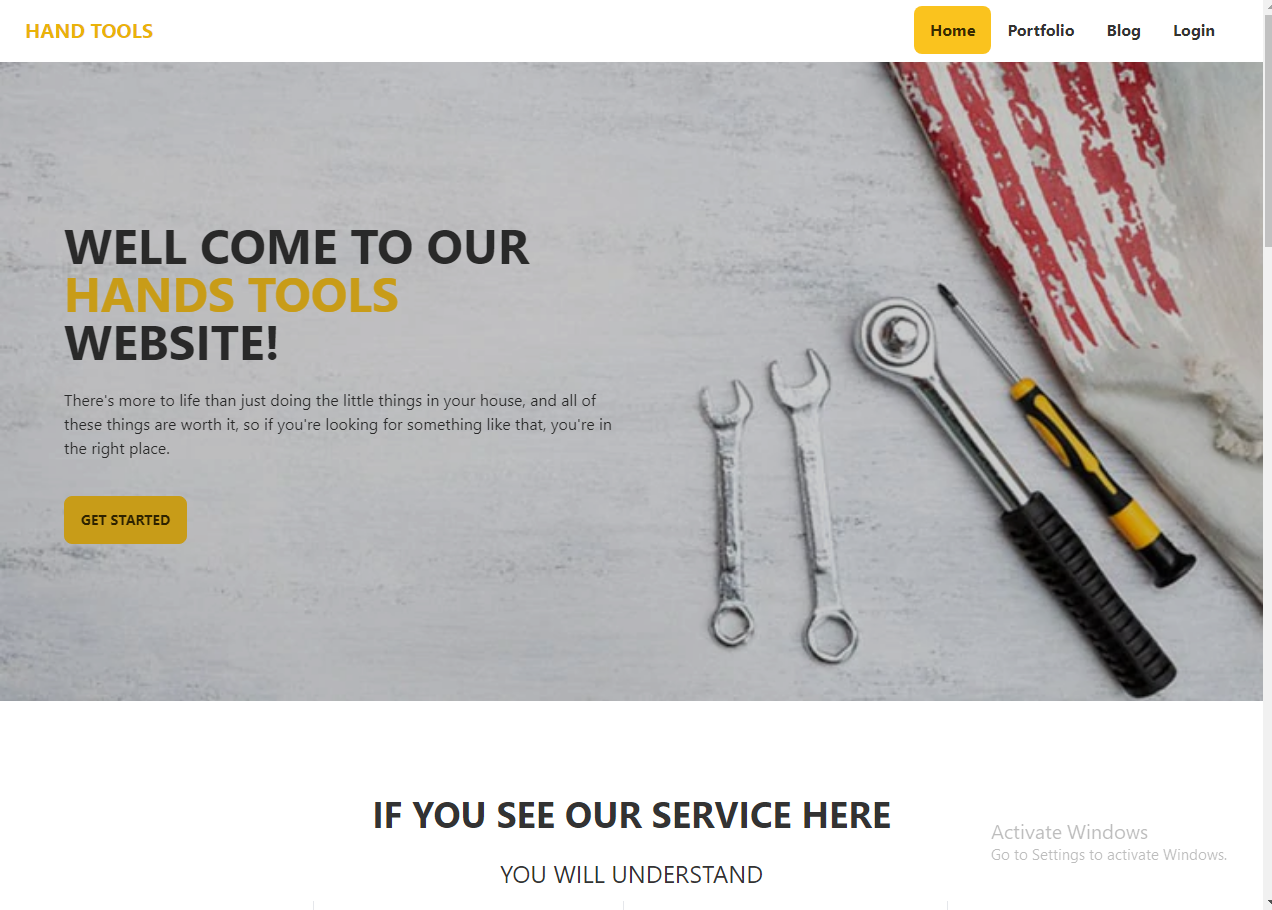 HAND TOOLS
Home Portfolio Blog Login
WELL COME TO OUR
HANDS TOOLS
WEBSITE!
There's more to life than just doing the little things in your house, and all of
these things are worth it, so if you're looking for something like that, you're in
the right place.
GET STARTED
IF YOU SEE OUR SERVICE HERE
YOU WILL UNDERSTAND
Activate Windows
Go to Settings to activate Windows.